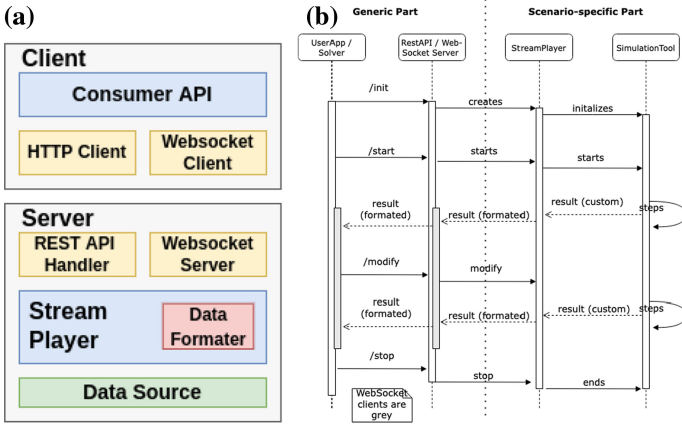 (a)
Client
Consumer API
HTTP Client
Websocket
Client
Server
REST API
Handler
Websocket
Server
Stream
Player
Data
Formater
Data Source
(b)
Generic Part
Scenario-specific Part
UserApp /
Solver
RestAPI / Web-
Socket Server
StreamPlayer
SimulationTool
/init
creates
initalizes
/start
starts
starts
result
(formated)
result (formated)
result (custom)
steps
/modify
modify
result
(formated)
result (formated)
result (custom)
steps
/stop
stop
ends
WebSocket
clients are
grey